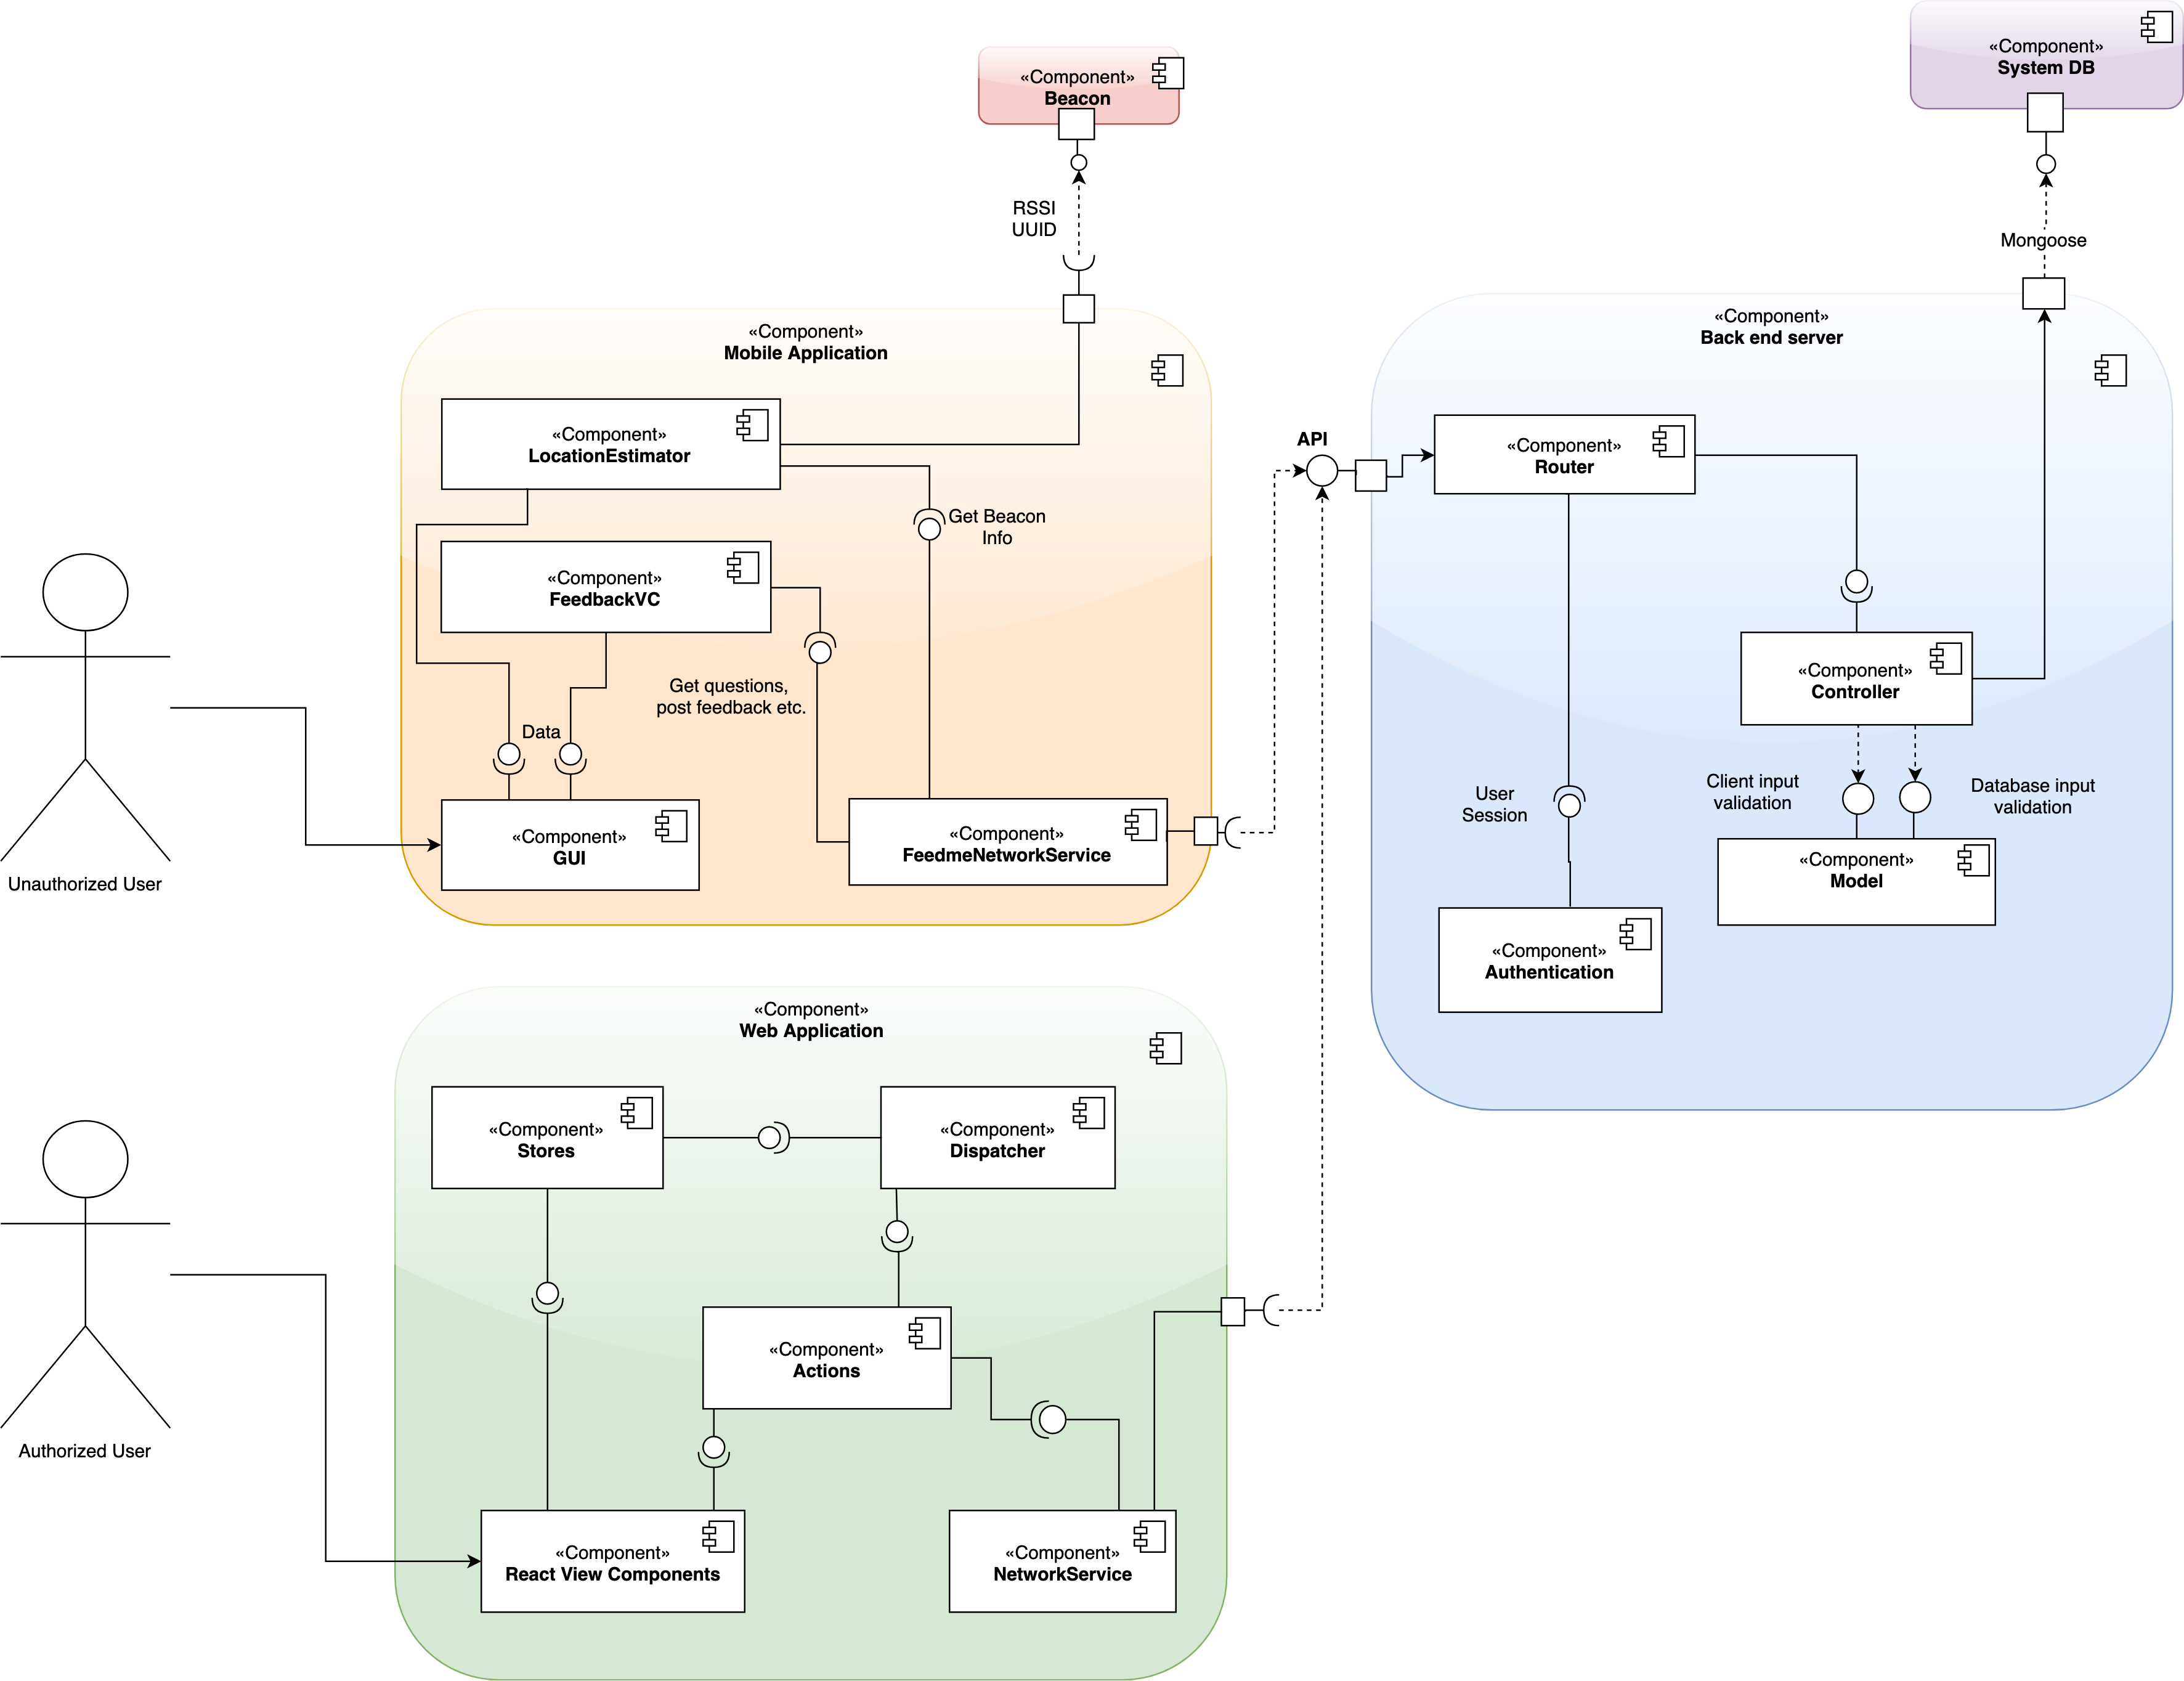 «Component»
Beacon
«Component»
System DB
RSSI
UUID
Mongoose
«Component»
Mobile Application
«Component»
Back end server
«Component»
LocationEstimator
API
«Component»
Router
Get Beacon
Info
«Component»
FeedbackVC
Get questions,
post feedback etc.
Data
«Component»
Controller
User
Session
Client input
validation
Database input
validation
«Component»
GUI
«Component»
FeedmeNetworkService
«Component»
Model
Unauthorized User
«Component»
Authentication
«Component»
Web Application
«Component»
Stores
«Component»
Dispatcher
«Component»
Actions
Authorized User
«Component»
React View Components
«Component»
NetworkService